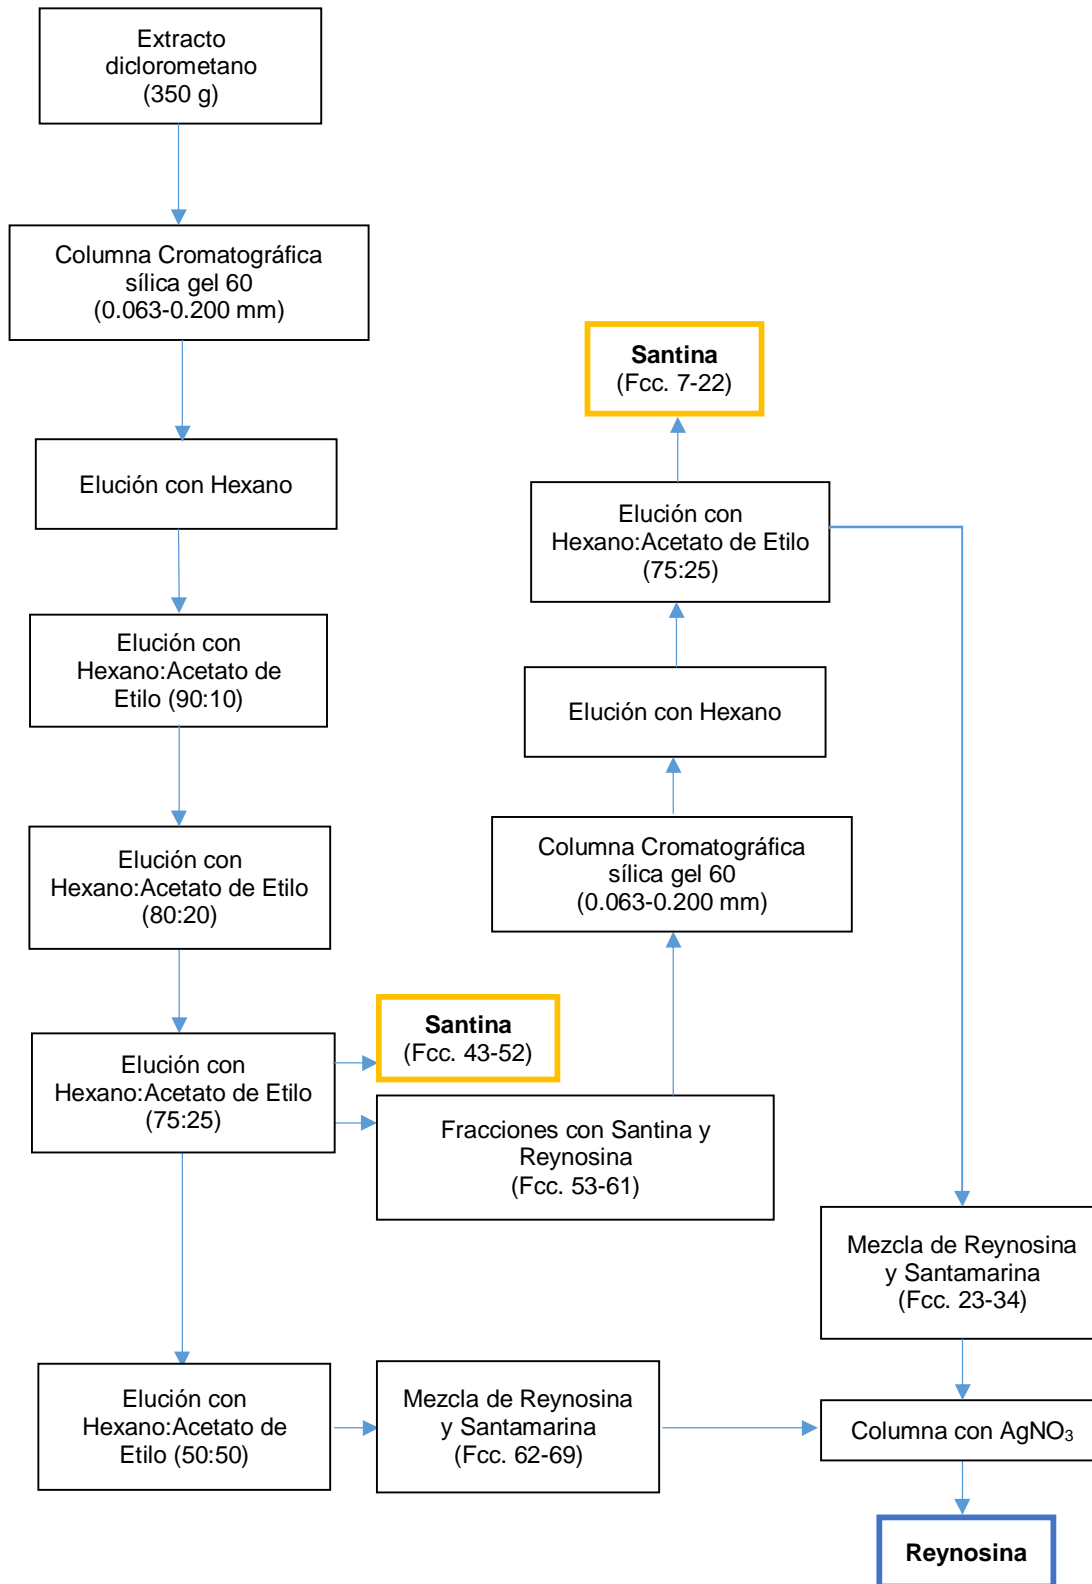 Extracto
diclorometano
(350 g)
Columna Cromatográfica
sílica gel 60
(0.063-0.200 mm)
Elución con Hexano
Elución con
Hexano:Acetato de
Etilo (90:10)
Elución con
Hexano:Acetato de Etilo
(80:20)
Elución con
Hexano:Acetato de Etilo
(75:25)
Santina
(Fcc. 43-52)
Fracciones con Santina y
Reynosina
(Fcc. 53-61)
Columna Cromatográfica
sílica gel 60
(0.063-0.200 mm)
Elución con Hexano
Elución con
Hexano:Acetato de Etilo
(75:25)
Santina
(Fcc. 7-22)
Mezcla de Reynosina
y Santamarina
(Fcc. 23-34)
Elución con
Hexano:Acetato de
Etilo (50:50)
Mezcla de Reynosina
y Santamarina
(Fcc. 62-69)
Columna con AgNO₃
Reynosina